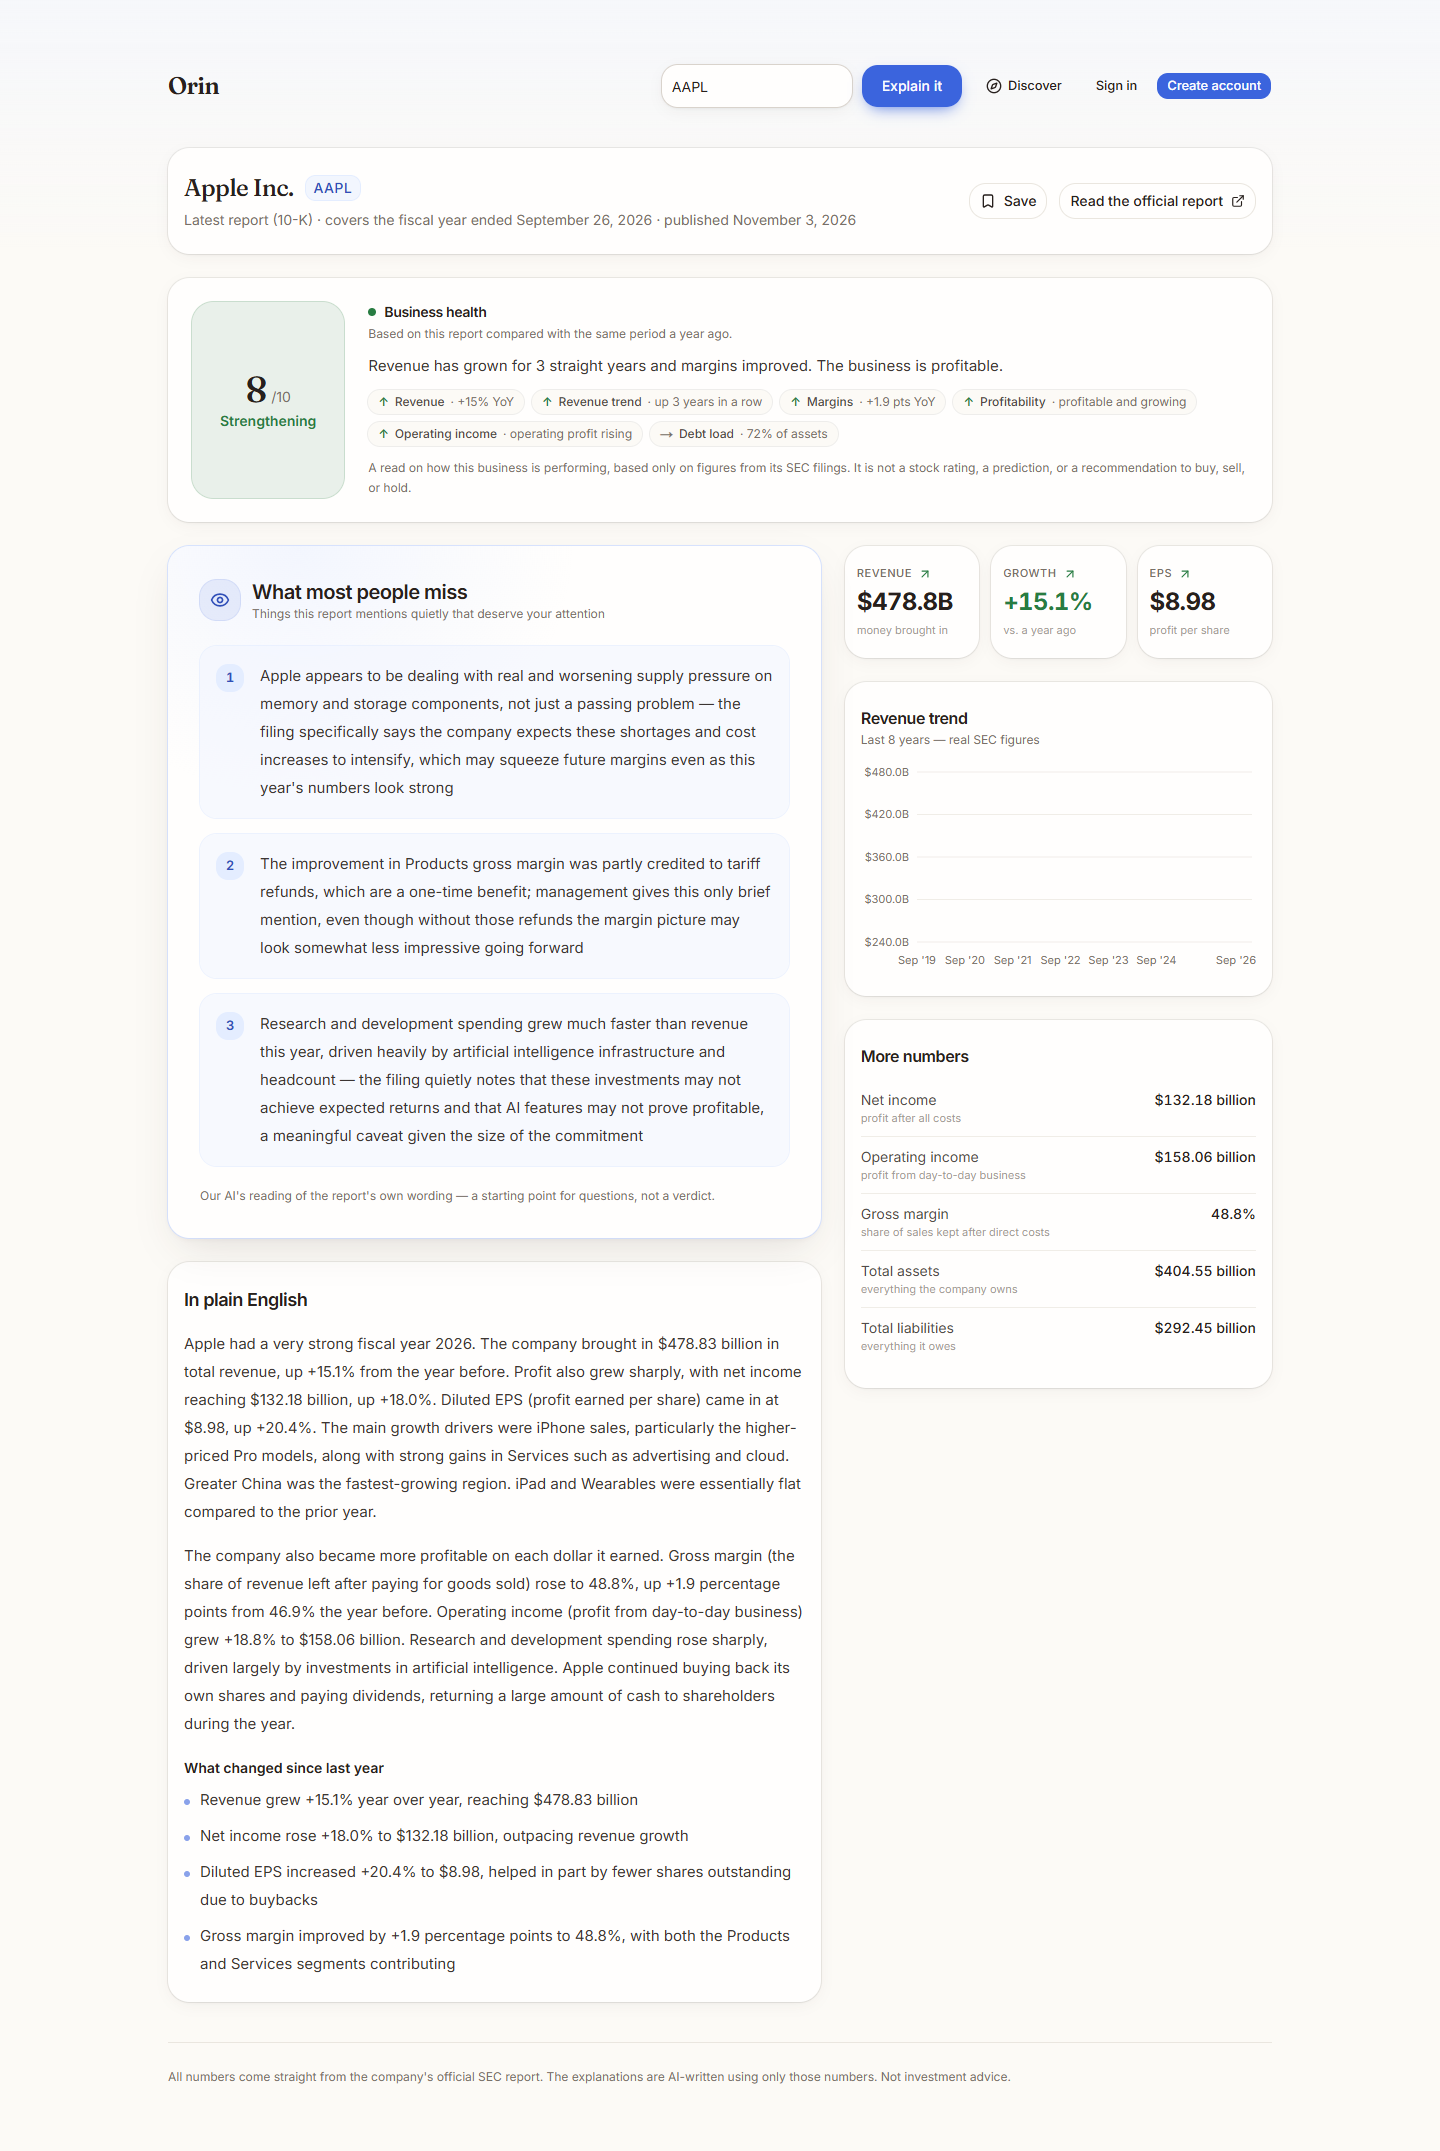 Orin
AAPL
Explain it
Discover
Sign in
Create account
Apple Inc.
AAPL
Latest report (10-K) · covers the fiscal year ended September 26, 2026 · published November 3, 2026
Save
Read the official report
8 /10
Strengthening
Business health
Based on this report compared with the same period a year ago.
Revenue has grown for 3 straight years and margins improved. The business is profitable.
↑ Revenue · +15% YoY
↑ Revenue trend · up 3 years in a row
↑ Margins · +1.9 pts YoY
↑ Profitability · profitable and growing
↑ Operating income · operating profit rising
→ Debt load · 72% of assets
A read on how this business is performing, based only on figures from its SEC filings. It is not a stock rating, a prediction, or a recommendation to buy, sell,
or hold.
What most people miss
Things this report mentions quietly that deserve your attention
1
Apple appears to be dealing with real and worsening supply pressure on
memory and storage components, not just a passing problem — the
filing specifically says the company expects these shortages and cost
increases to intensify, which may squeeze future margins even as this
year's numbers look strong
2
The improvement in Products gross margin was partly credited to tariff
refunds, which are a one-time benefit; management gives this only brief
mention, even though without those refunds the margin picture may
look somewhat less impressive going forward
3
Research and development spending grew much faster than revenue
this year, driven heavily by artificial intelligence infrastructure and
headcount — the filing quietly notes that these investments may not
achieve expected returns and that AI features may not prove profitable,
a meaningful caveat given the size of the commitment
Our AI's reading of the report's own wording — a starting point for questions, not a verdict.
In plain English
Apple had a very strong fiscal year 2026. The company brought in $478.83 billion in
total revenue, up +15.1% from the year before. Profit also grew sharply, with net income
reaching $132.18 billion, up +18.0%. Diluted EPS (profit earned per share) came in at
$8.98, up +20.4%. The main growth drivers were iPhone sales, particularly the higher-
priced Pro models, along with strong gains in Services such as advertising and cloud.
Greater China was the fastest-growing region. iPad and Wearables were essentially flat
compared to the prior year.
The company also became more profitable on each dollar it earned. Gross margin (the
share of revenue left after paying for goods sold) rose to 48.8%, up +1.9 percentage
points from 46.9% the year before. Operating income (profit from day-to-day business)
grew +18.8% to $158.06 billion. Research and development spending rose sharply,
driven largely by investments in artificial intelligence. Apple continued buying back its
own shares and paying dividends, returning a large amount of cash to shareholders
during the year.
What changed since last year
Revenue grew +15.1% year over year, reaching $478.83 billion
Net income rose +18.0% to $132.18 billion, outpacing revenue growth
Diluted EPS increased +20.4% to $8.98, helped in part by fewer shares outstanding
due to buybacks
Gross margin improved by +1.9 percentage points to 48.8%, with both the Products
and Services segments contributing
REVENUE
$478.8B
money brought in
GROWTH
+15.1%
vs. a year ago
EPS
$8.98
profit per share
Revenue trend
Last 8 years — real SEC figures
$480.0B
$420.0B
$360.0B
$300.0B
$240.0B
Sep '19 Sep '20 Sep '21 Sep '22 Sep '23 Sep '24 Sep '26
More numbers
Net income $132.18 billion
profit after all costs
Operating income $158.06 billion
profit from day-to-day business
Gross margin 48.8%
share of sales kept after direct costs
Total assets $404.55 billion
everything the company owns
Total liabilities $292.45 billion
everything it owes
All numbers come straight from the company's official SEC report. The explanations are AI-written using only those numbers. Not investment advice.